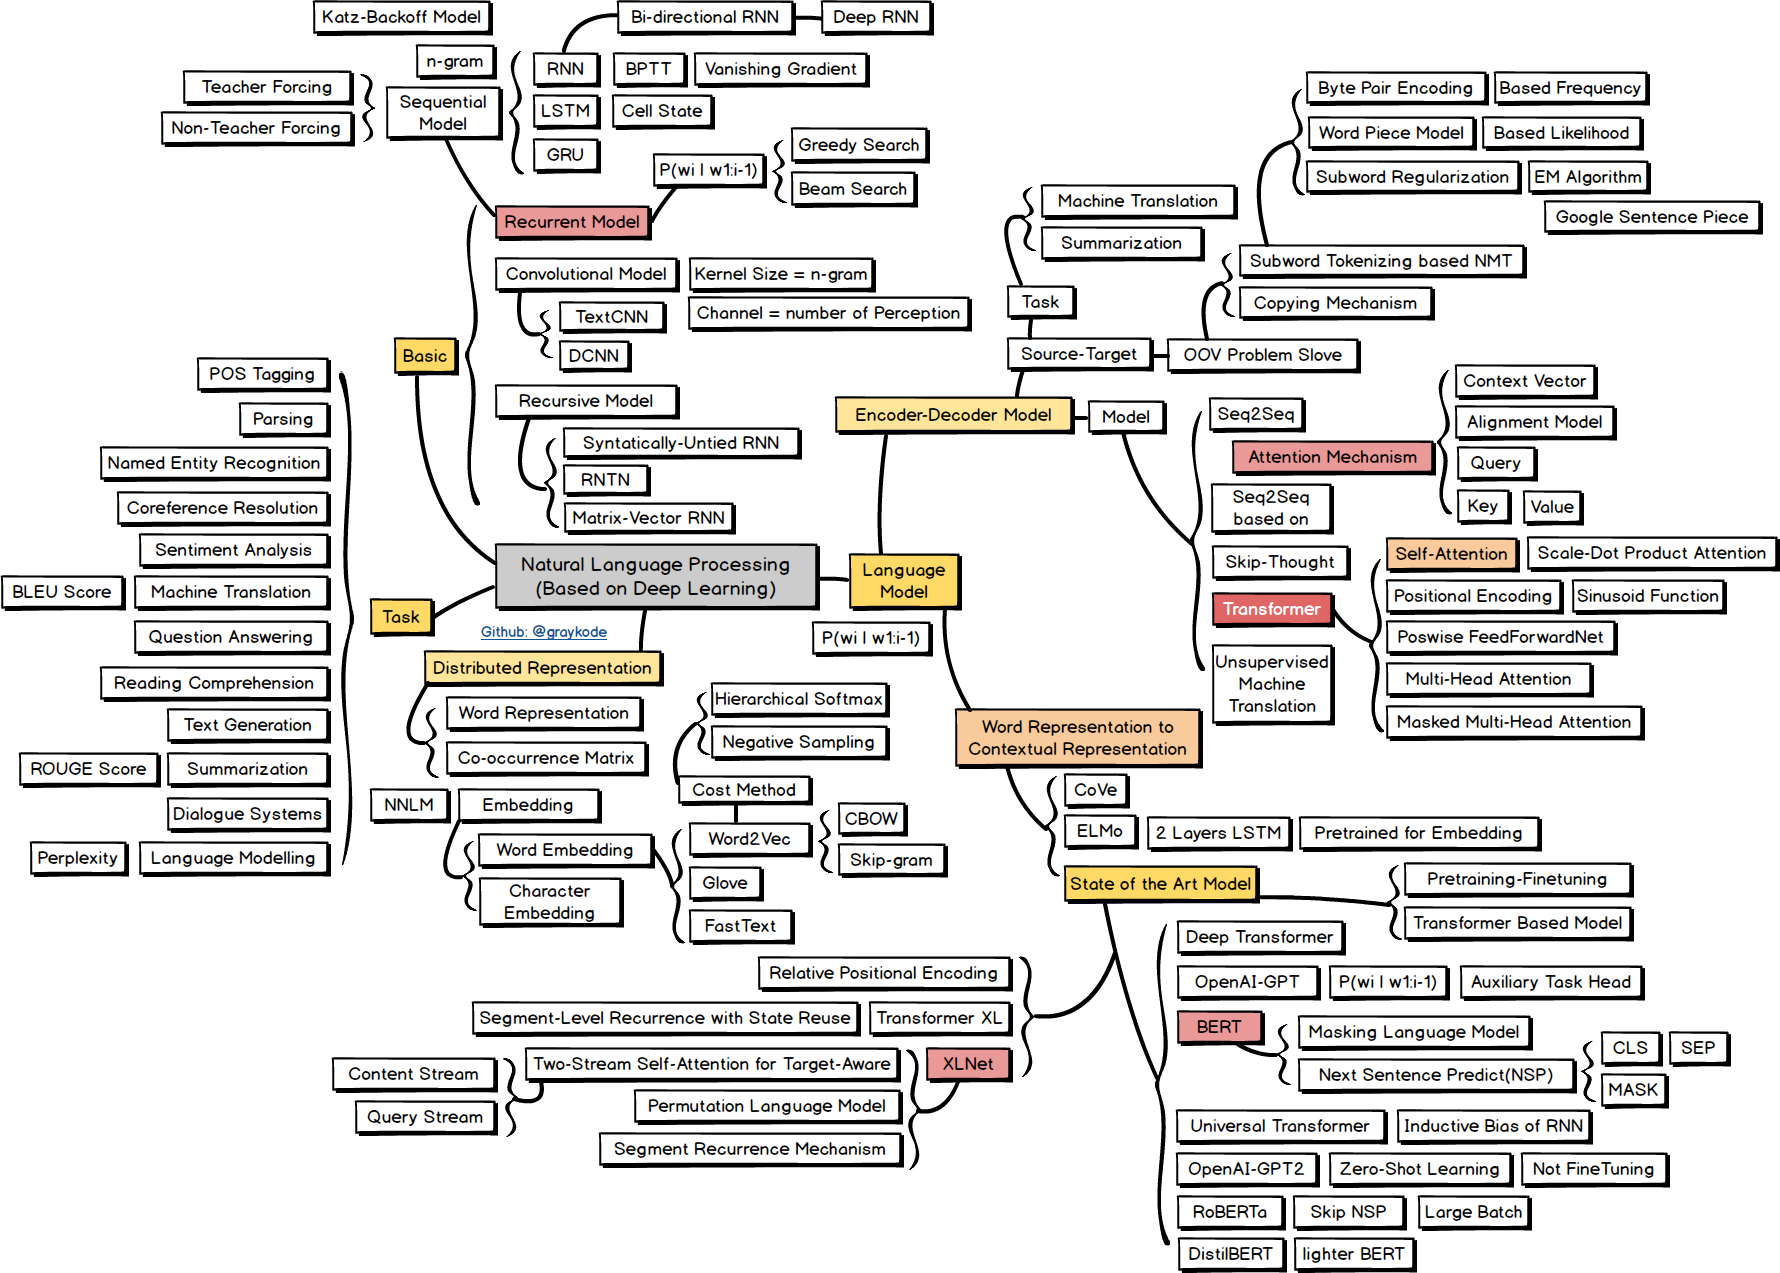 Katz-Backoff Model
Bi-directional RNN
Deep RNN
n-gram
RNN
BPTT
Vanishing Gradient
Teacher Forcing
Non-Teacher Forcing
Sequential
Model
LSTM
Cell State
GRU
P(wi | w1:i-1)
Greedy Search
Beam Search
Recurrent Model
Convolutional Model
Kernel Size = n-gram
Channel = number of Perception
TextCNN
DCNN
Basic
Recursive Model
Syntatically-Untied RNN
RNTN
Matrix-Vector RNN
POS Tagging
Parsing
Named Entity Recognition
Coreference Resolution
Sentiment Analysis
BLEU Score
Machine Translation
Question Answering
Reading Comprehension
Text Generation
ROUGE Score
Summarization
Dialogue Systems
Perplexity
Language Modelling
Task
Natural Language Processing
(Based on Deep Learning)
Github: @graykode
Language
Model
P(wi | w1:i-1)
Distributed Representation
Word Representation
Co-occurrence Matrix
NNLM
Embedding
Word Embedding
Character
Embedding
Hierarchical Softmax
Negative Sampling
Cost Method
Word2Vec
CBOW
Skip-gram
Glove
FastText
Byte Pair Encoding
Based Frequency
Word Piece Model
Based Likelihood
Subword Regularization
EM Algorithm
Google Sentence Piece
Machine Translation
Summarization
Subword Tokenizing based NMT
Copying Mechanism
Task
Source-Target
OOV Problem Slove
Encoder-Decoder Model
Model
Seq2Seq
Attention Mechanism
Context Vector
Alignment Model
Query
Key
Value
Seq2Seq
based on
Skip-Thought
Transformer
Unsupervised
Machine
Translation
Self-Attention
Scale-Dot Product Attention
Positional Encoding
Sinusoid Function
Poswise FeedForwardNet
Multi-Head Attention
Masked Multi-Head Attention
Word Representation to
Contextual Representation
CoVe
ELMo
2 Layers LSTM
Pretrained for Embedding
State of the Art Model
Pretraining-Finetuning
Transformer Based Model
Deep Transformer
OpenAI-GPT
P(wi | w1:i-1)
Auxiliary Task Head
BERT
Masking Language Model
Next Sentence Predict(NSP)
CLS
SEP
MASK
Universal Transformer
Inductive Bias of RNN
OpenAI-GPT2
Zero-Shot Learning
Not FineTuning
RoBERTa
Skip NSP
Large Batch
DistilBERT
lighter BERT
Relative Positional Encoding
Segment-Level Recurrence with State Reuse
Transformer XL
Two-Stream Self-Attention for Target-Aware
XLNet
Content Stream
Query Stream
Permutation Language Model
Segment Recurrence Mechanism